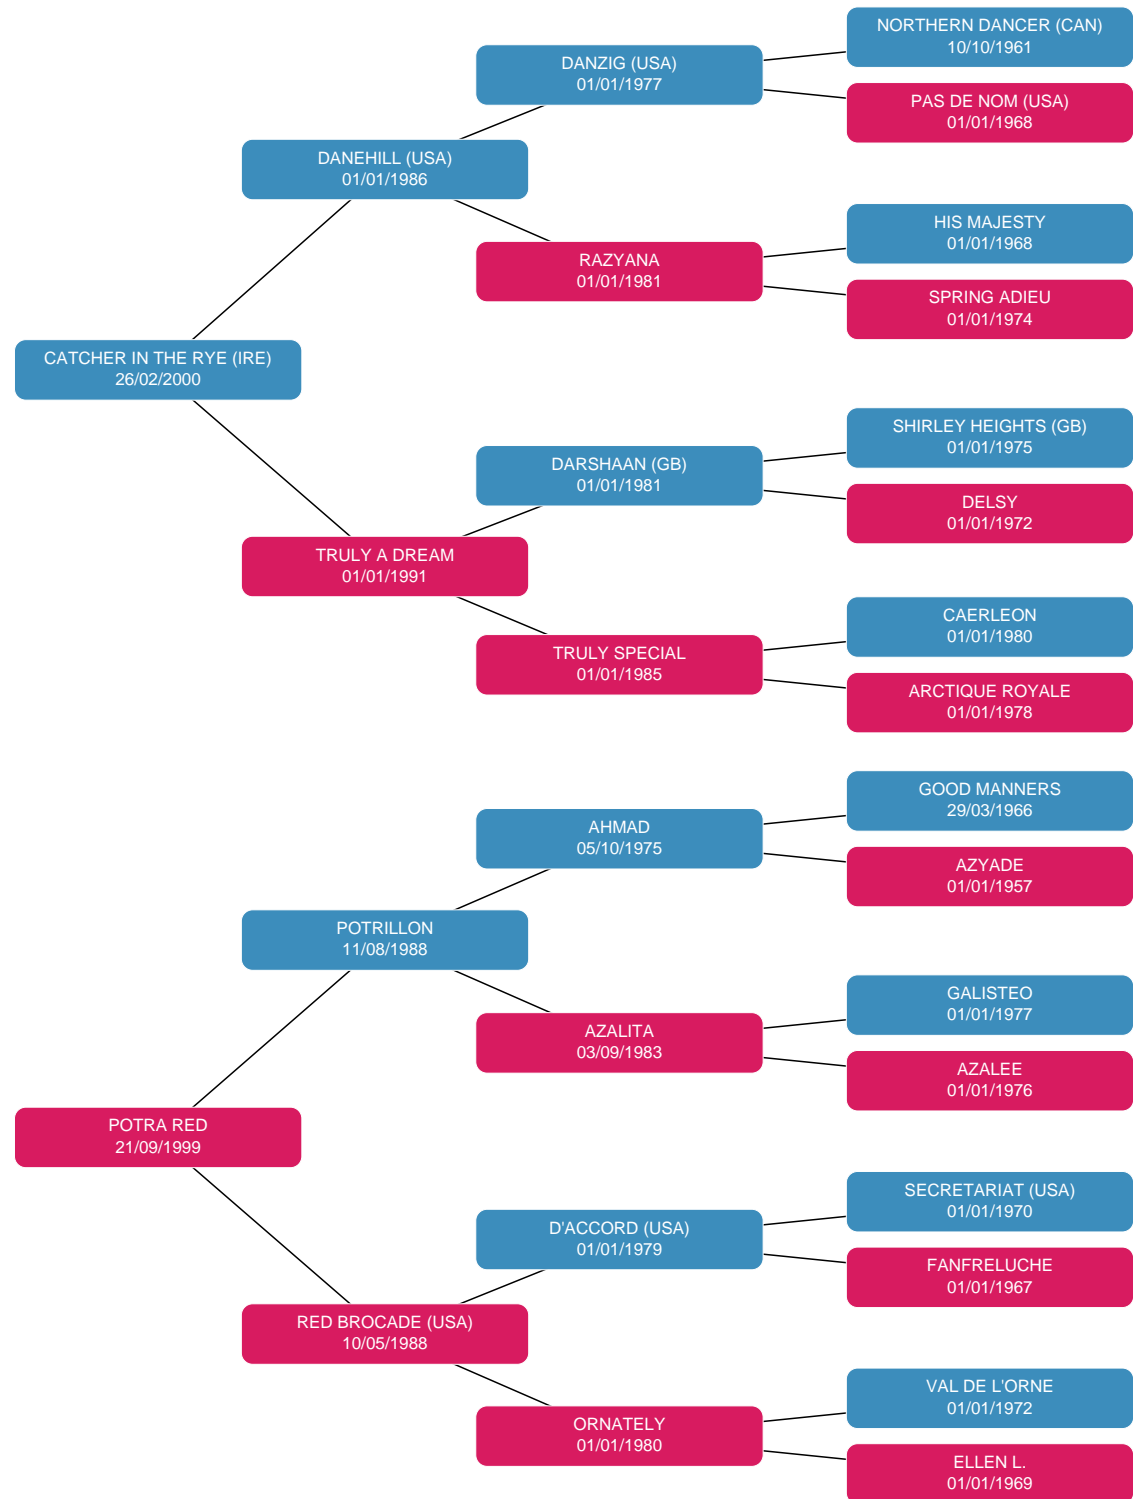 NORTHERN DANCER (CAN)
10/10/1961
DANZIG (USA)
01/01/1977
PAS DE NOM (USA)
01/01/1968
DANEHILL (USA)
01/01/1986
HIS MAJESTY
01/01/1968
RAZYANA
01/01/1981
SPRING ADIEU
01/01/1974
CATCHER IN THE RYE (IRE)
26/02/2000
SHIRLEY HEIGHTS (GB)
01/01/1975
DARSHAAN (GB)
01/01/1981
DELSY
01/01/1972
TRULY A DREAM
01/01/1991
CAERLEON
01/01/1980
TRULY SPECIAL
01/01/1985
ARCTIQUE ROYALE
01/01/1978
GOOD MANNERS
29/03/1966
AHMAD
05/10/1975
AZYADE
01/01/1957
POTRILLON
11/08/1988
GALISTEO
01/01/1977
AZALITA
03/09/1983
AZALEE
01/01/1976
POTRA RED
21/09/1999
SECRETARIAT (USA)
01/01/1970
D'ACCORD (USA)
01/01/1979
FANFRELUCHE
01/01/1967
RED BROCADE (USA)
10/05/1988
VAL DE L'ORNE
01/01/1972
ORNATELY
01/01/1980
ELLEN L.
01/01/1969